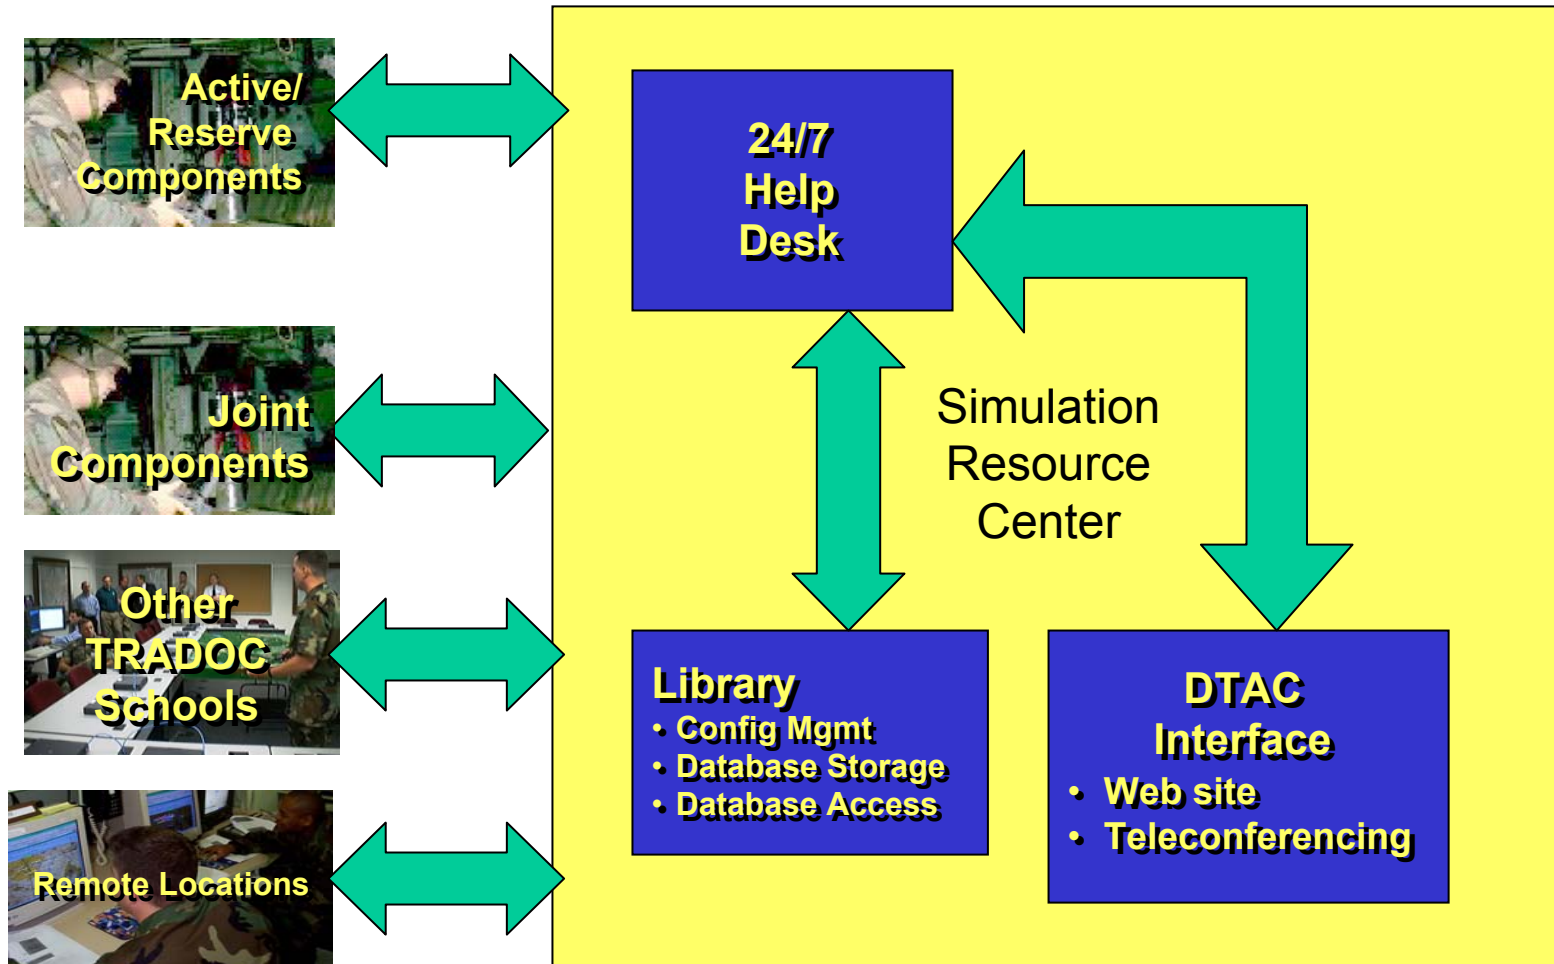 Active/
Reserve
Components
Joint
Components
Other
TRADOC
Schools
Remote Locations
24/7
Help
Desk
Simulation
Resource
Center
Library
• Config Mgmt
• Database Storage
• Database Access
DTAC
Interface
• Web site
• Teleconferencing